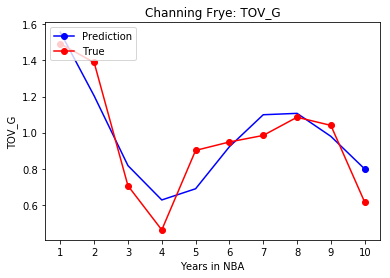 Channing Frye: TOV_G
1.6
1.4
1.2
1.0
0.8
0.6
TOV_G
Prediction
True
1 2 3 4 5 6 7 8 9 10
Years in NBA